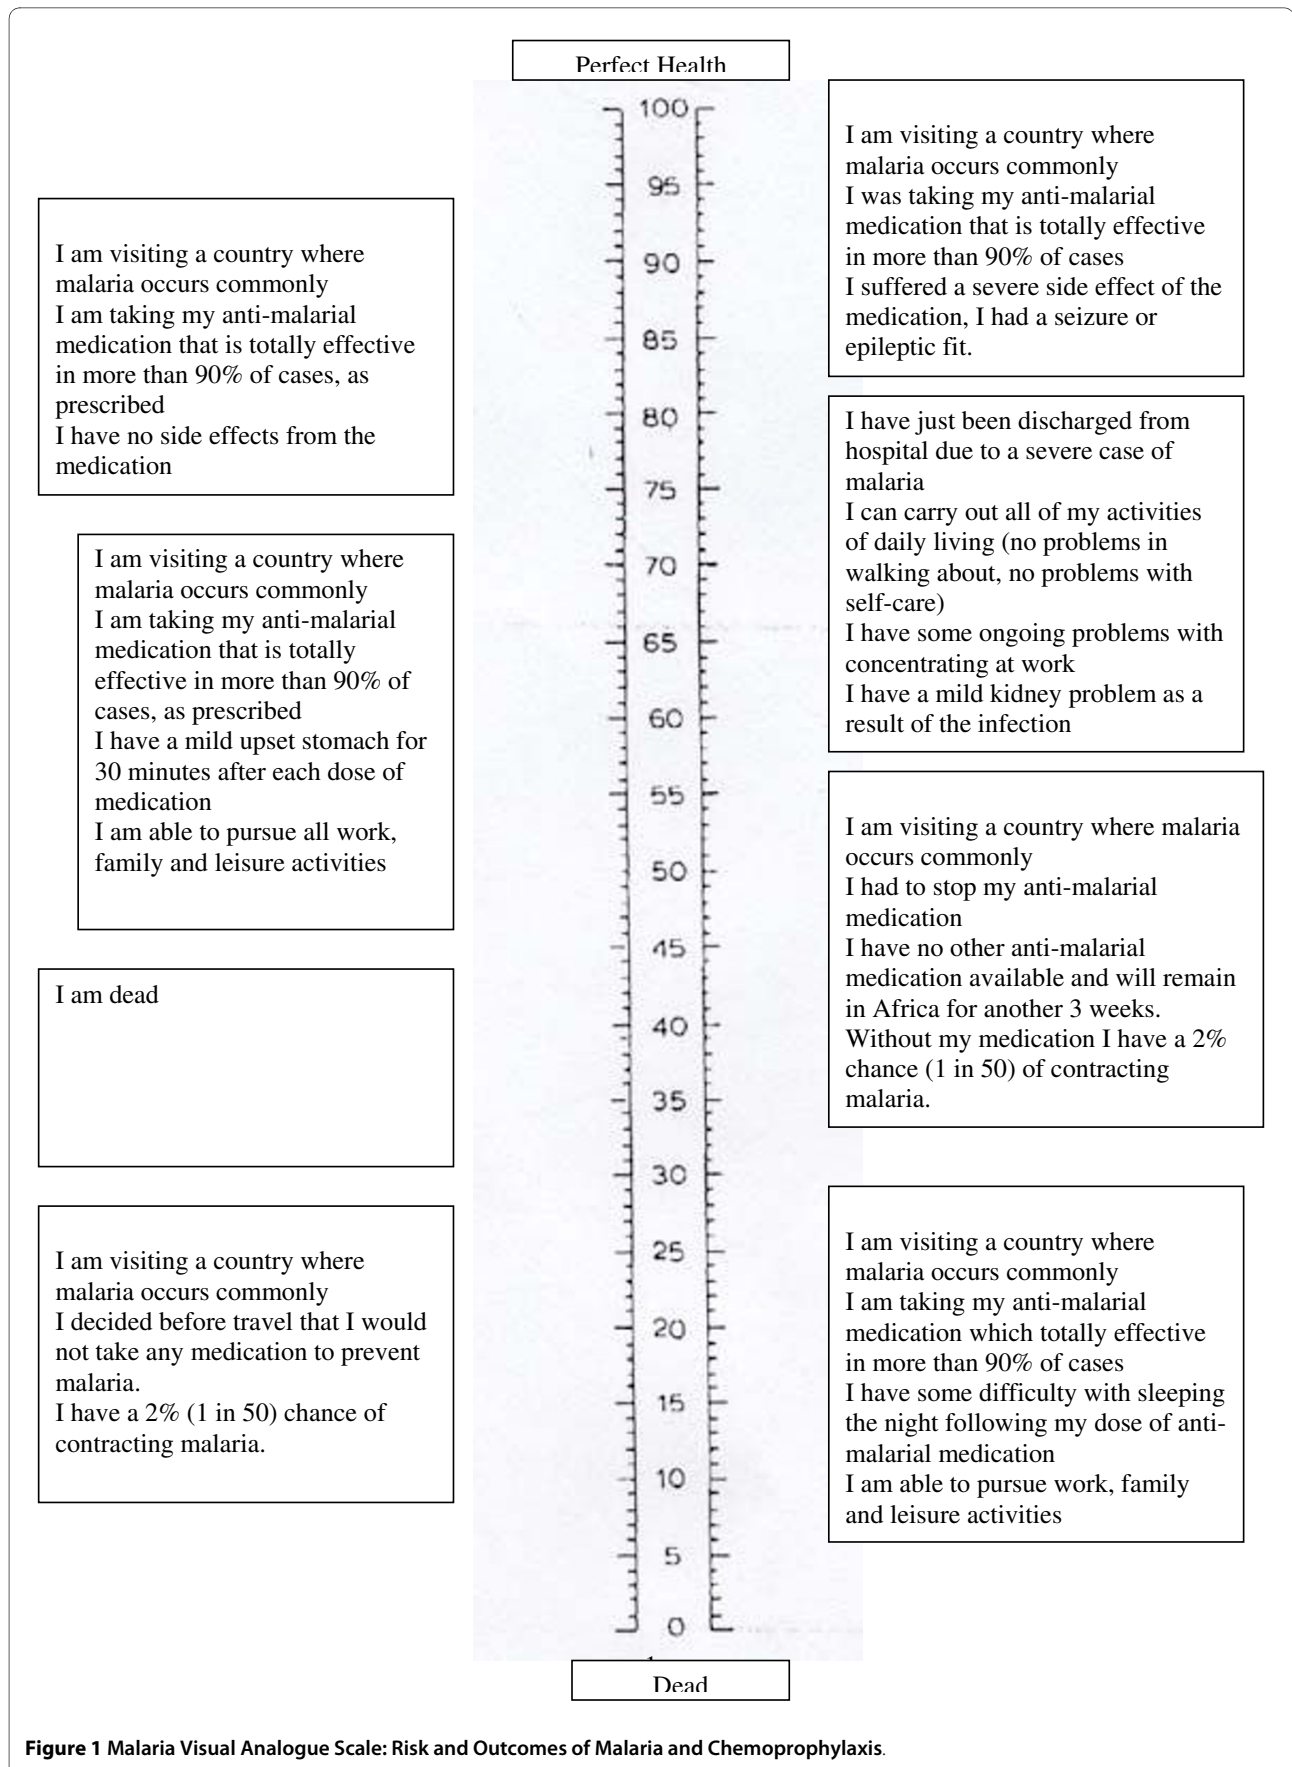 Perfect Health
I am visiting a country where
malaria occurs commonly
I am taking my anti-malarial
medication that is totally effective
in more than 90% of cases, as
prescribed
I have no side effects from the
medication
I am visiting a country where
malaria occurs commonly
I am taking my anti-malarial
medication that is totally
effective in more than 90% of
cases, as prescribed
I have a mild upset stomach for
30 minutes after each dose of
medication
I am able to pursue all work,
family and leisure activities
I am dead
I am visiting a country where
malaria occurs commonly
I decided before travel that I would
not take any medication to prevent
malaria.
I have a 2% (1 in 50) chance of
contracting malaria.
100
95
90
85
80
75
70
65
60
55
50
45
40
35
30
25
20
15
10
5
0
I am visiting a country where
malaria occurs commonly
I was taking my anti-malarial
medication that is totally effective
in more than 90% of cases
I suffered a severe side effect of the
medication, I had a seizure or
epileptic fit.
I have just been discharged from
hospital due to a severe case of
malaria
I can carry out all of my activities
of daily living (no problems in
walking about, no problems with
self-care)
I have some ongoing problems with
concentrating at work
I have a mild kidney problem as a
result of the infection
I am visiting a country where malaria
occurs commonly
I had to stop my anti-malarial
medication
I have no other anti-malarial
medication available and will remain
in Africa for another 3 weeks.
Without my medication I have a 2%
chance (1 in 50) of contracting
malaria.
I am visiting a country where
malaria occurs commonly
I am taking my anti-malarial
medication which totally effective
in more than 90% of cases
I have some difficulty with sleeping
the night following my dose of anti-
malarial medication
I am able to pursue work, family
and leisure activities
Dead
Figure 1 Malaria Visual Analogue Scale: Risk and Outcomes of Malaria and Chemoprophylaxis.